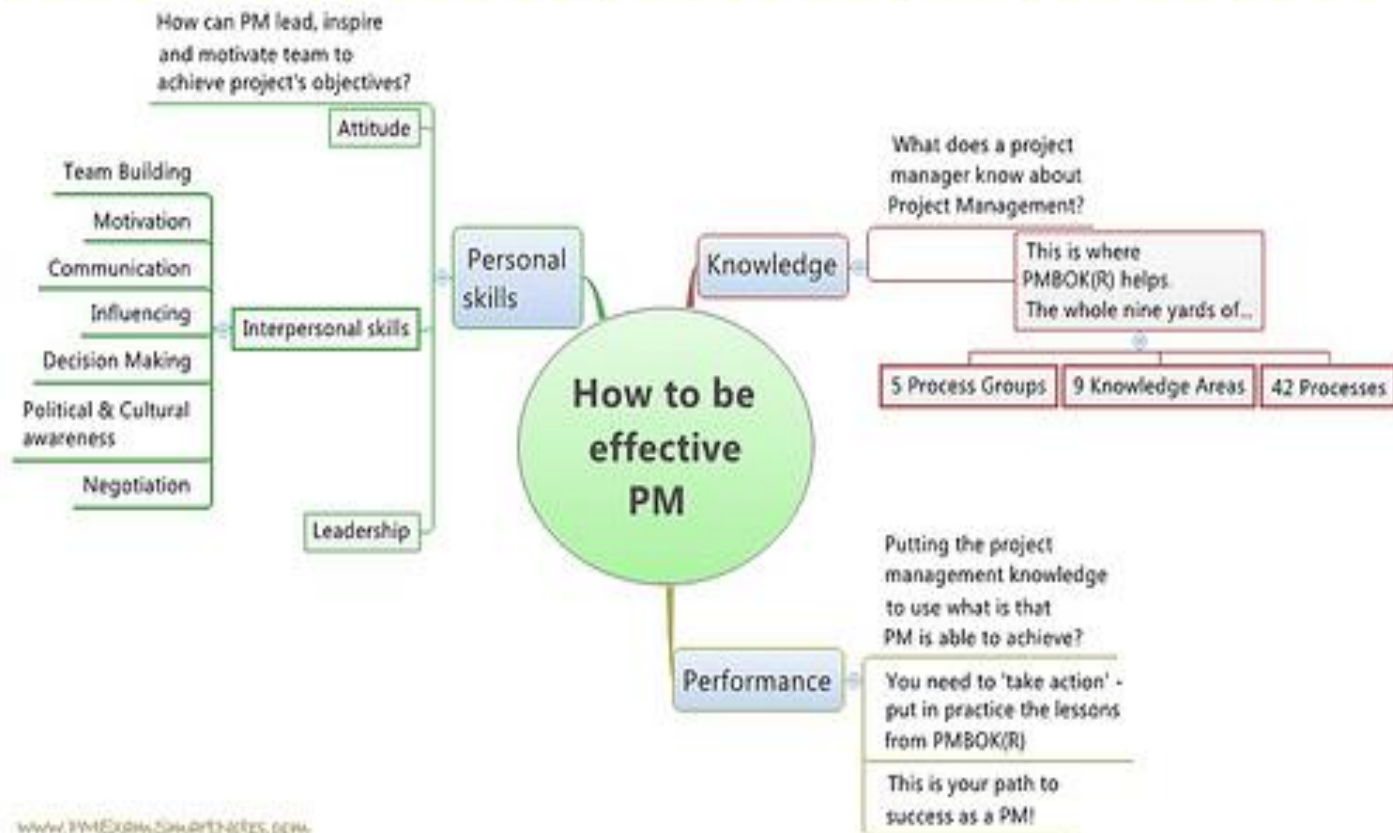 How can PM lead, inspire
and motivate team to
achieve project's objectives?
Attitude
Team Building
Motivation
Communication
Influencing
Decision Making
Political & Cultural
awareness
Negotiation
Interpersonal skills
Leadership
Personal
skills
How to be
effective
PM
Knowledge
What does a project
manager know about
Project Management?
This is where
PMBOK(R) helps.
The whole nine yards of...
5 Process Groups
9 Knowledge Areas
42 Processes
Performance
Putting the project
management knowledge
to use what is that
PM is able to achieve?
You need to 'take action' -
put in practice the lessons
from PMBOK(R)
This is your path to
success as a PM!
www.PMExamSmartNotes.com